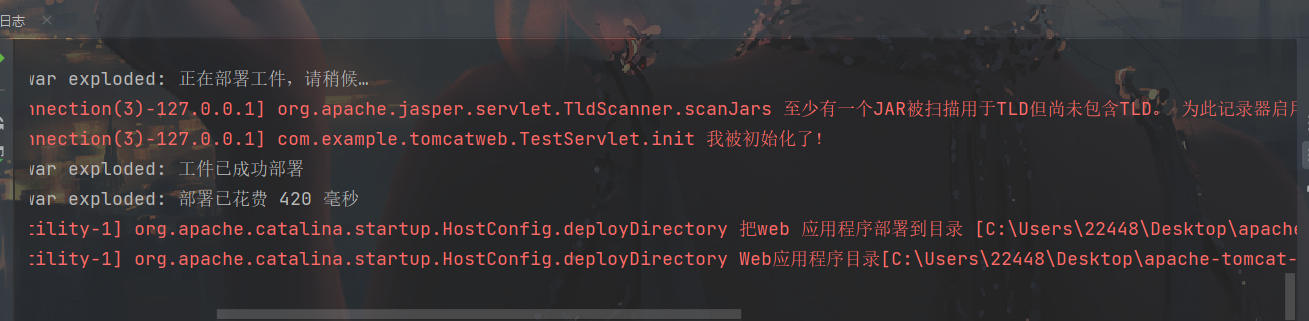 日志
war exploded: 正在部署工件，请稍候…
nnection(3)-127.0.0.1] org.apache.jasper.servlet.TldScanner.scanJars 至少有一个JAR被扫描用于TLD但尚未包含TLD。 为此记录器启用
nnection(3)-127.0.0.1] com.example.tomcatweb.TestServlet.init 我被初始化了！
war exploded: 工件已成功部署
war exploded: 部署已花费 420 毫秒
tility-1] org.apache.catalina.startup.HostConfig.deployDirectory 把web 应用程序部署到目录 [C:\Users\22448\Desktop\apache
tility-1] org.apache.catalina.startup.HostConfig.deployDirectory Web应用程序目录[C:\Users\22448\Desktop\apache-tomcat-